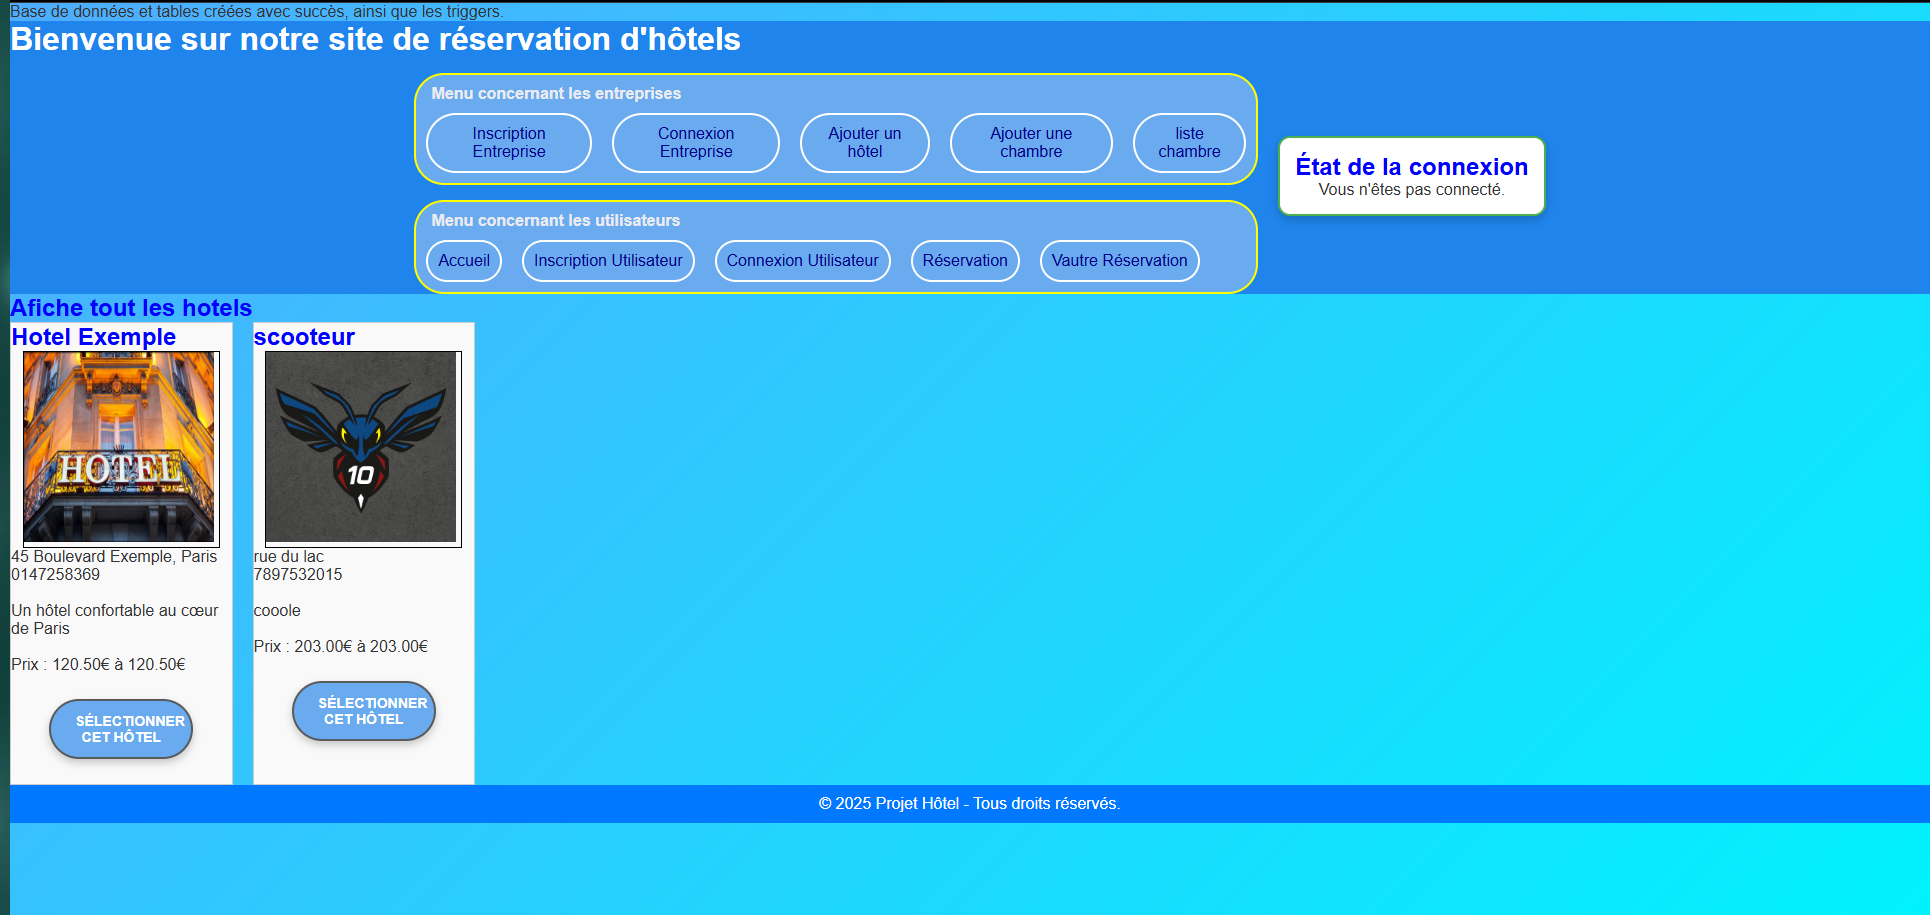 Base de données et tables créées avec succès, ainsi que les triggers.
Bienvenue sur notre site de réservation d'hôtels
Menu concernant les entreprises
Inscription
Entreprise
Connexion
Entreprise
Ajouter un
hôtel
Ajouter une
chambre
liste
chambre
Menu concernant les utilisateurs
Accueil
Inscription Utilisateur
Connexion Utilisateur
Réservation
Vautre Réservation
État de la connexion
Vous n'êtes pas connecté.
Afiche tout les hotels
Hotel Exemple
HOTEL
45 Boulevard Exemple, Paris
0147258369
Un hôtel confortable au cœur
de Paris
Prix : 120.50€ à 120.50€
SÉLECTIONNER
CET HÔTEL
scooteur
10
rue du lac
7897532015
cooole
Prix : 203.00€ à 203.00€
SÉLECTIONNER
CET HÔTEL
© 2025 Projet Hôtel - Tous droits réservés.